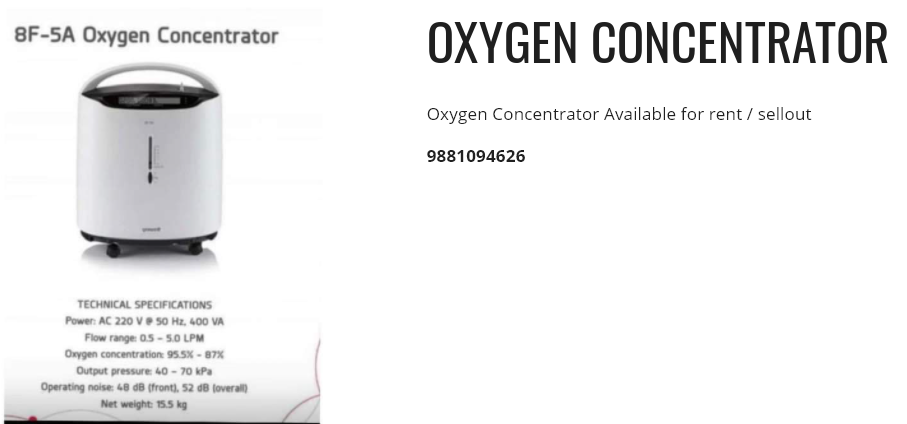 8F-5A Oxygen Concentrator
TECHNICAL SPECIFICATIONS
Power: AC 220 V @ 50 Hz, 400 VA
Flow range: 0.5 – 5.0 LPM
Oxygen concentration: 95.5% – 87%
Output pressure: 40 – 70 kPa
Operating noise: 48 dB (front), 52 dB (overall)
Net weight: 15.5 kg
OXYGEN CONCENTRATOR
Oxygen Concentrator Available for rent / sellout
9881094626